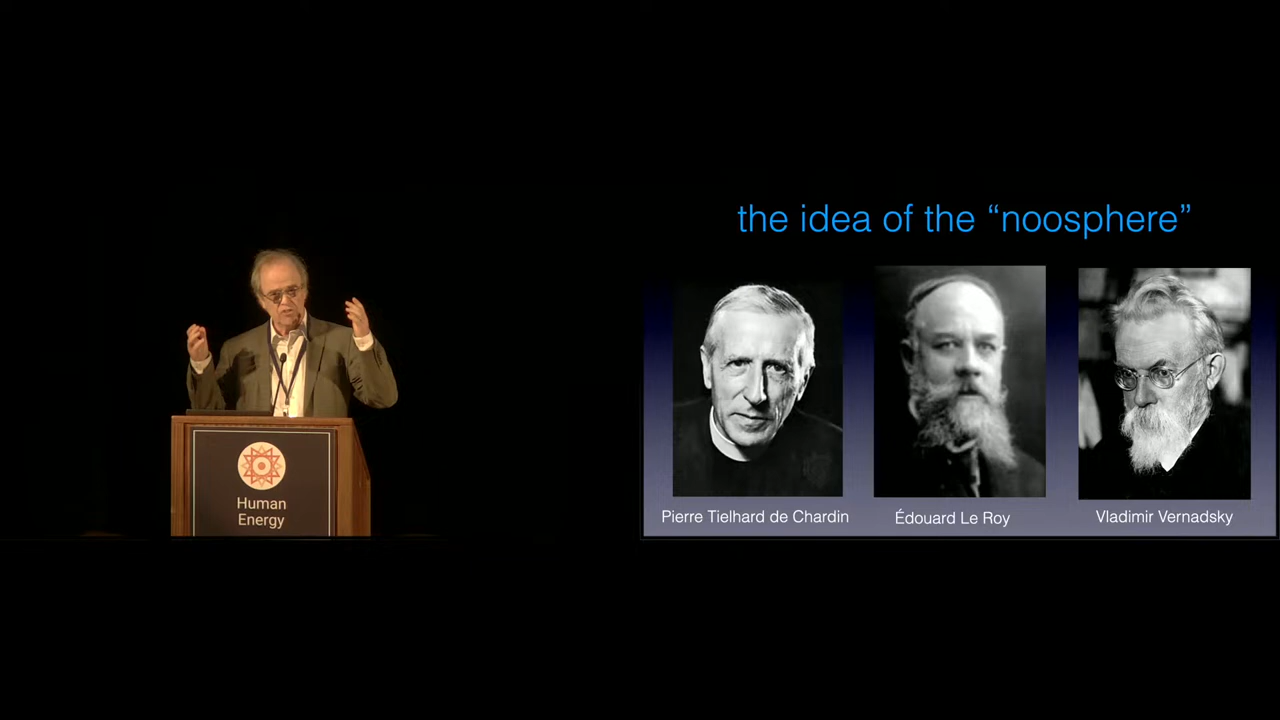 the idea of the “noosphere”
Pierre Tielhard de Chardin
Édouard Le Roy
Vladimir Vernadsky
Human
Energy